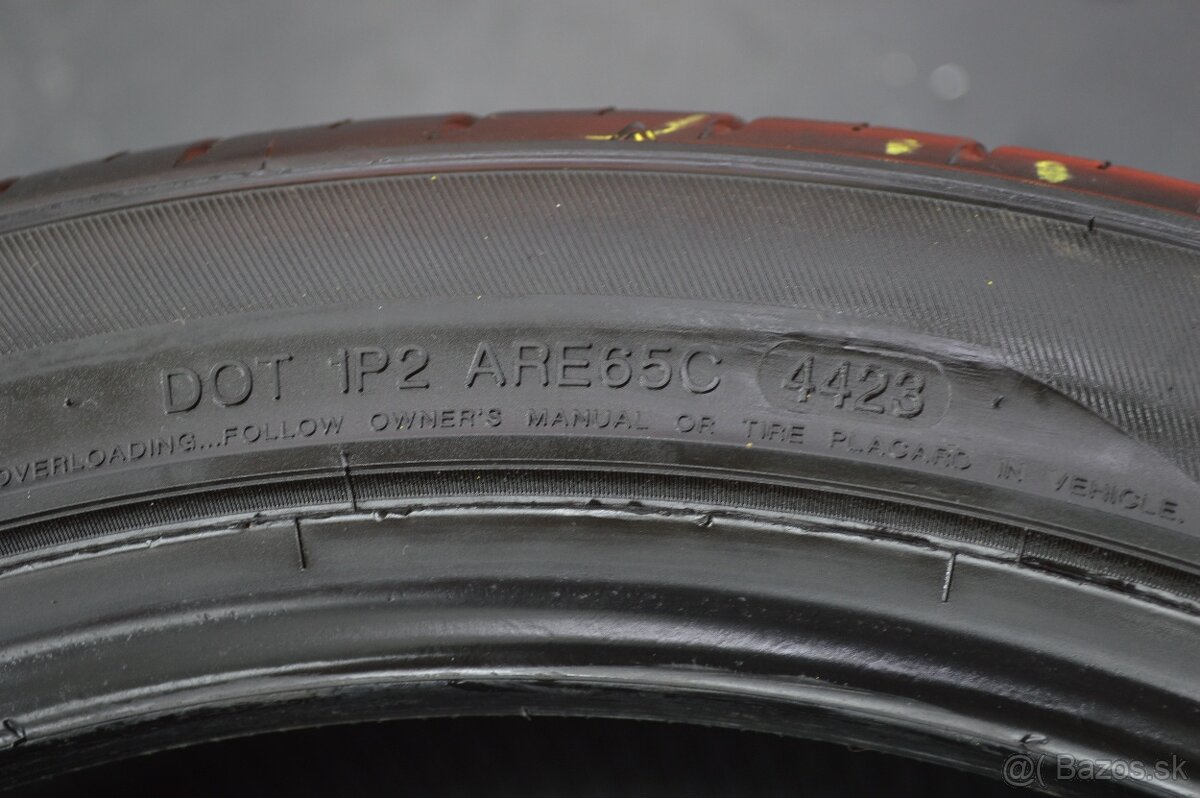 DOT 1P2 ARE65C 4423
OVERLOADING...FOLLOW OWNER'S MANUAL OR TIRE PLACARD IN VEHICLE.
@( Bazos.sk